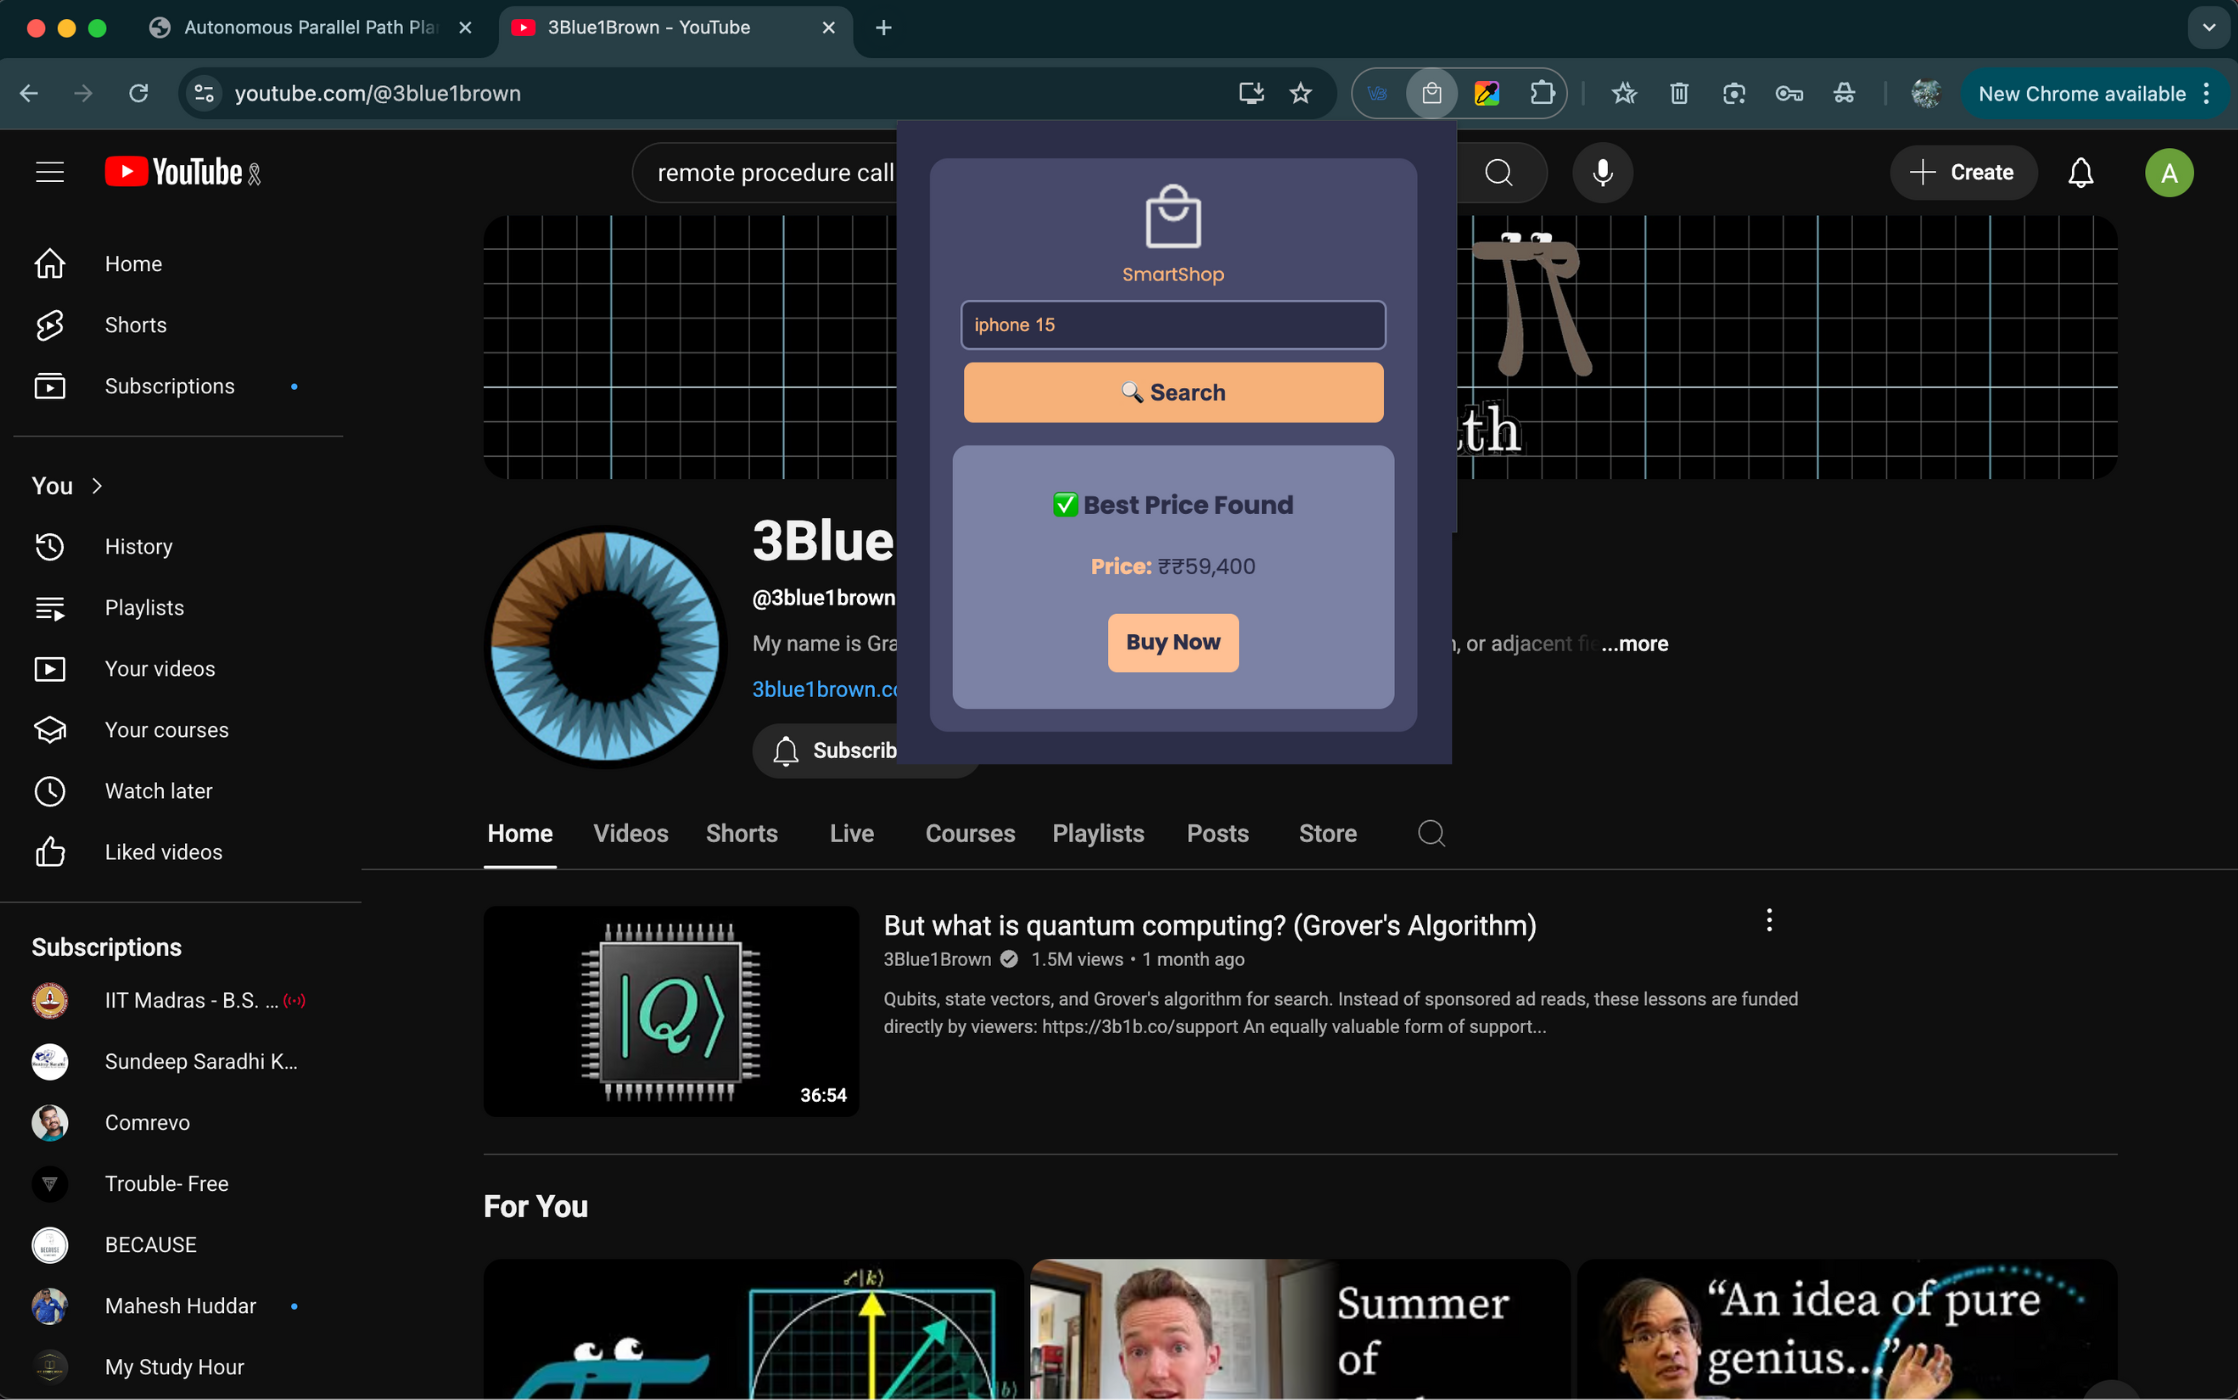 Autonomous Parallel Path Pla
3Blue1Brown - YouTube
youtube.com/@3blue1brown
New Chrome available
YouTube
remote procedure call
Create
A
Home
Shorts
Subscriptions
You
History
Playlists
Your videos
Your courses
Watch later
Liked videos
Subscriptions
IIT Madras - B.S. ...
Sundeep Saradhi K...
Comrevo
Trouble- Free
BECAUSE
Mahesh Huddar
My Study Hour
SmartShop
iphone 15
🔍 Search
✅ Best Price Found
Price: ₹₹59,400
Buy Now
th
3Blue
@3blue1brown
My name is Gra
, or adjacent fie...more
3blue1brown.co
Subscrib
Home Videos Shorts Live Courses Playlists Posts Store
|Q⟩
36:54
But what is quantum computing? (Grover's Algorithm)
3Blue1Brown 1.5M views • 1 month ago
Qubits, state vectors, and Grover's algorithm for search. Instead of sponsored ad reads, these lessons are funded
directly by viewers: https://3b1b.co/support An equally valuable form of support...
For You
|k⟩
|b⟩
Summer
of
“An idea of pure
genius...”